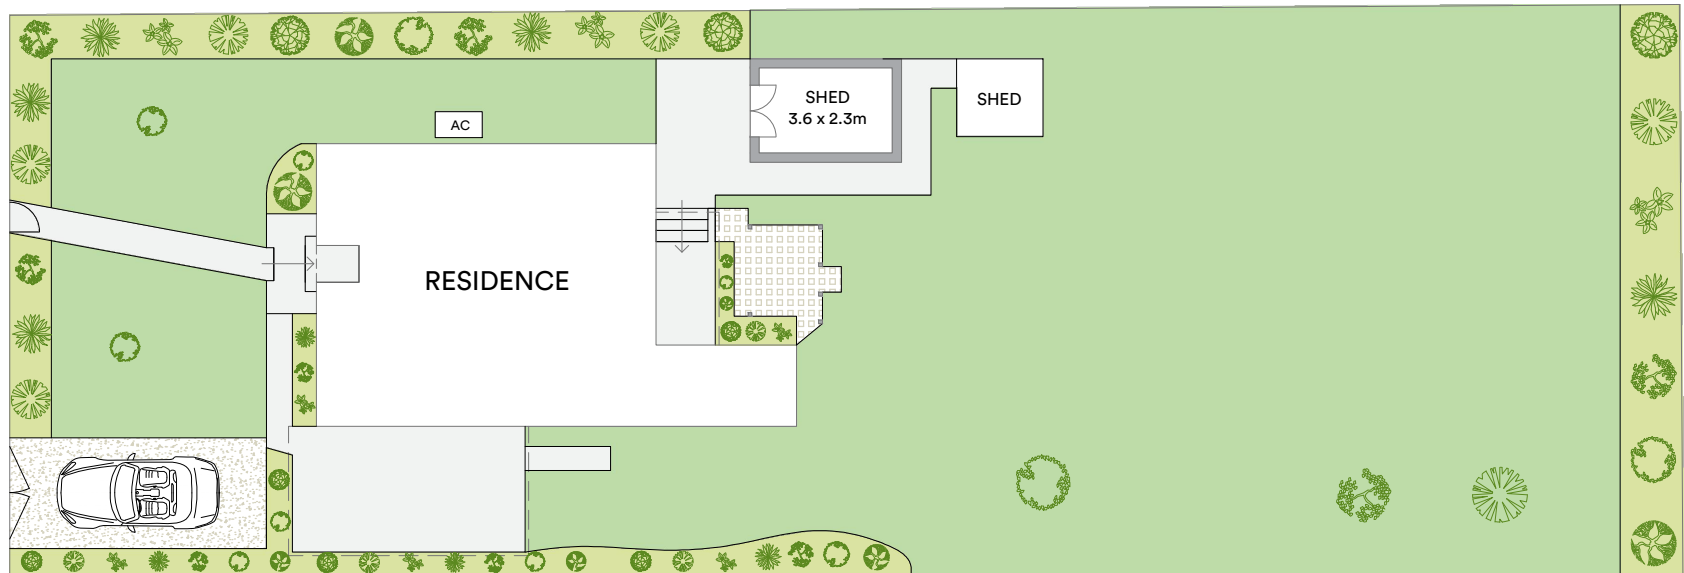 SHED
3.6 x 2.3m
SHED
AC
RESIDENCE